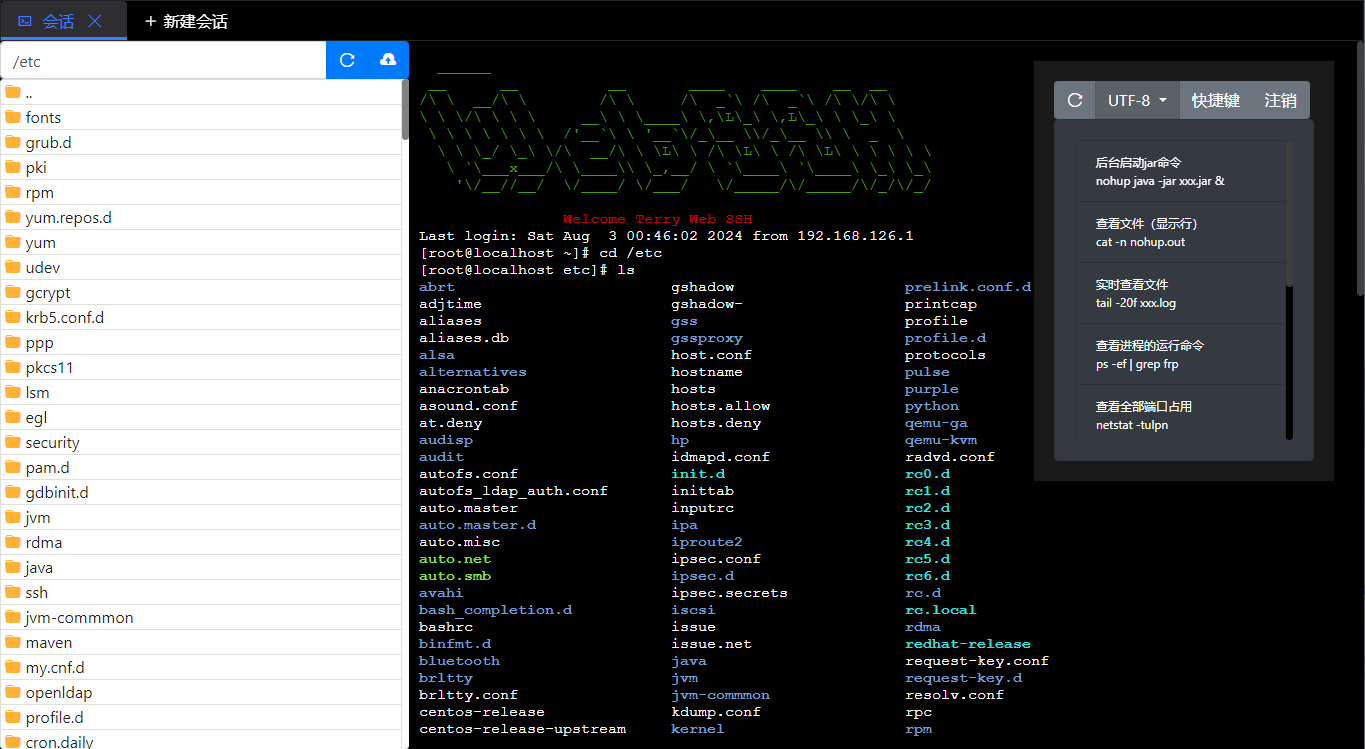 会话
+ 新建会话
/etc
..
fonts
grub.d
pki
rpm
yum.repos.d
yum
udev
gcrypt
krb5.conf.d
ppp
pkcs11
lsm
egl
security
pam.d
gdbinit.d
jvm
rdma
java
ssh
jvm-commmon
maven
my.cnf.d
openldap
profile.d
cron.daily
Welcome Terry Web SSH
Last login: Sat Aug  3 00:46:02 2024 from 192.168.126.1
[root@localhost ~]# cd /etc
[root@localhost etc]# ls
abrt gshadow prelink.conf.d
adjtime gshadow- printcap
aliases gss profile
aliases.db gssproxy profile.d
alsa host.conf protocols
alternatives hostname pulse
anacrontab hosts purple
asound.conf hosts.allow python
at.deny hosts.deny qemu-ga
audisp hp qemu-kvm
audit idmapd.conf radvd.conf
autofs.conf init.d rc0.d
autofs_ldap_auth.conf inittab rc1.d
auto.master inputrc rc2.d
auto.master.d ipa rc3.d
auto.misc iproute2 rc4.d
auto.net ipsec.conf rc5.d
auto.smb ipsec.d rc6.d
avahi ipsec.secrets rc.d
bash_completion.d iscsi rc.local
bashrc issue rdma
binfmt.d issue.net redhat-release
bluetooth java request-key.conf
brltty jvm request-key.d
brltty.conf jvm-commmon resolv.conf
centos-release kdump.conf rpc
centos-release-upstream kernel rpm
UTF-8
快捷键
注销
后台启动jar命令
nohup java -jar xxx.jar &
查看文件（显示行）
cat -n nohup.out
实时查看文件
tail -20f xxx.log
查看进程的运行命令
ps -ef | grep frp
查看全部端口占用
netstat -tulpn